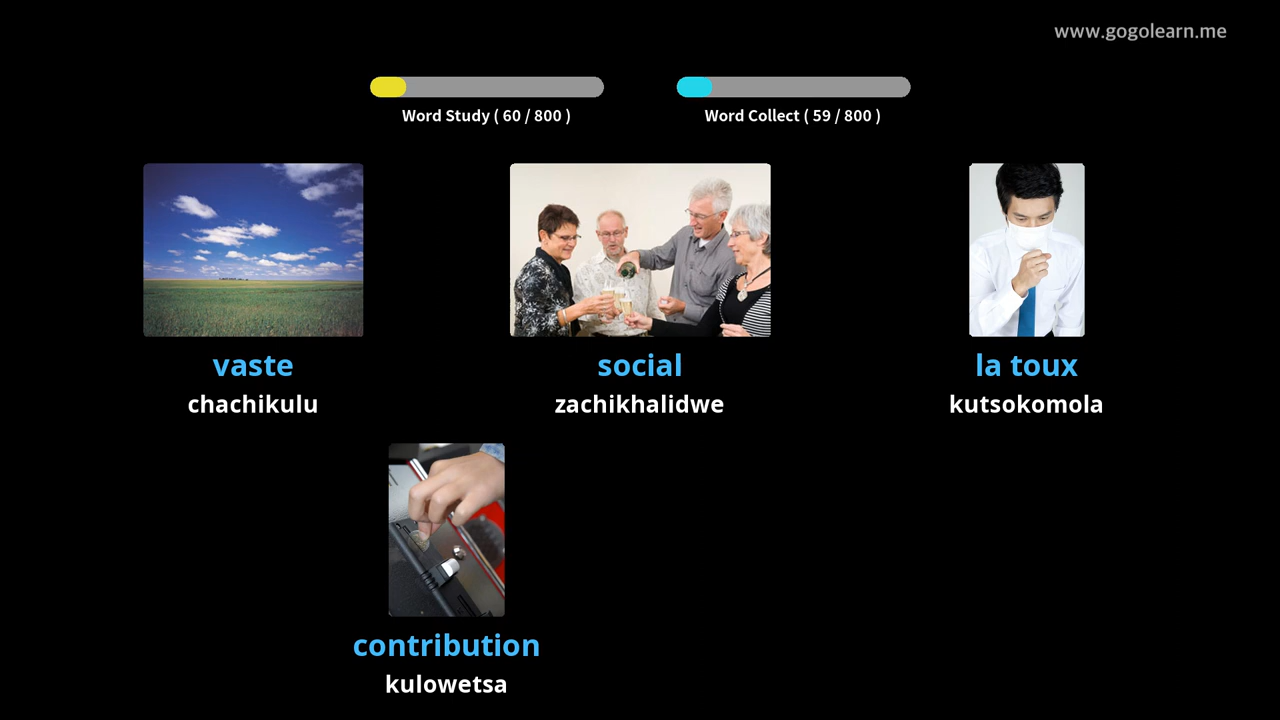 www.gogolearn.me
Word Study ( 60 / 800 )
Word Collect ( 59 / 800 )
vaste
chachikulu
social
zachikhalidwe
la toux
kutsokomola
contribution
kulowetsa